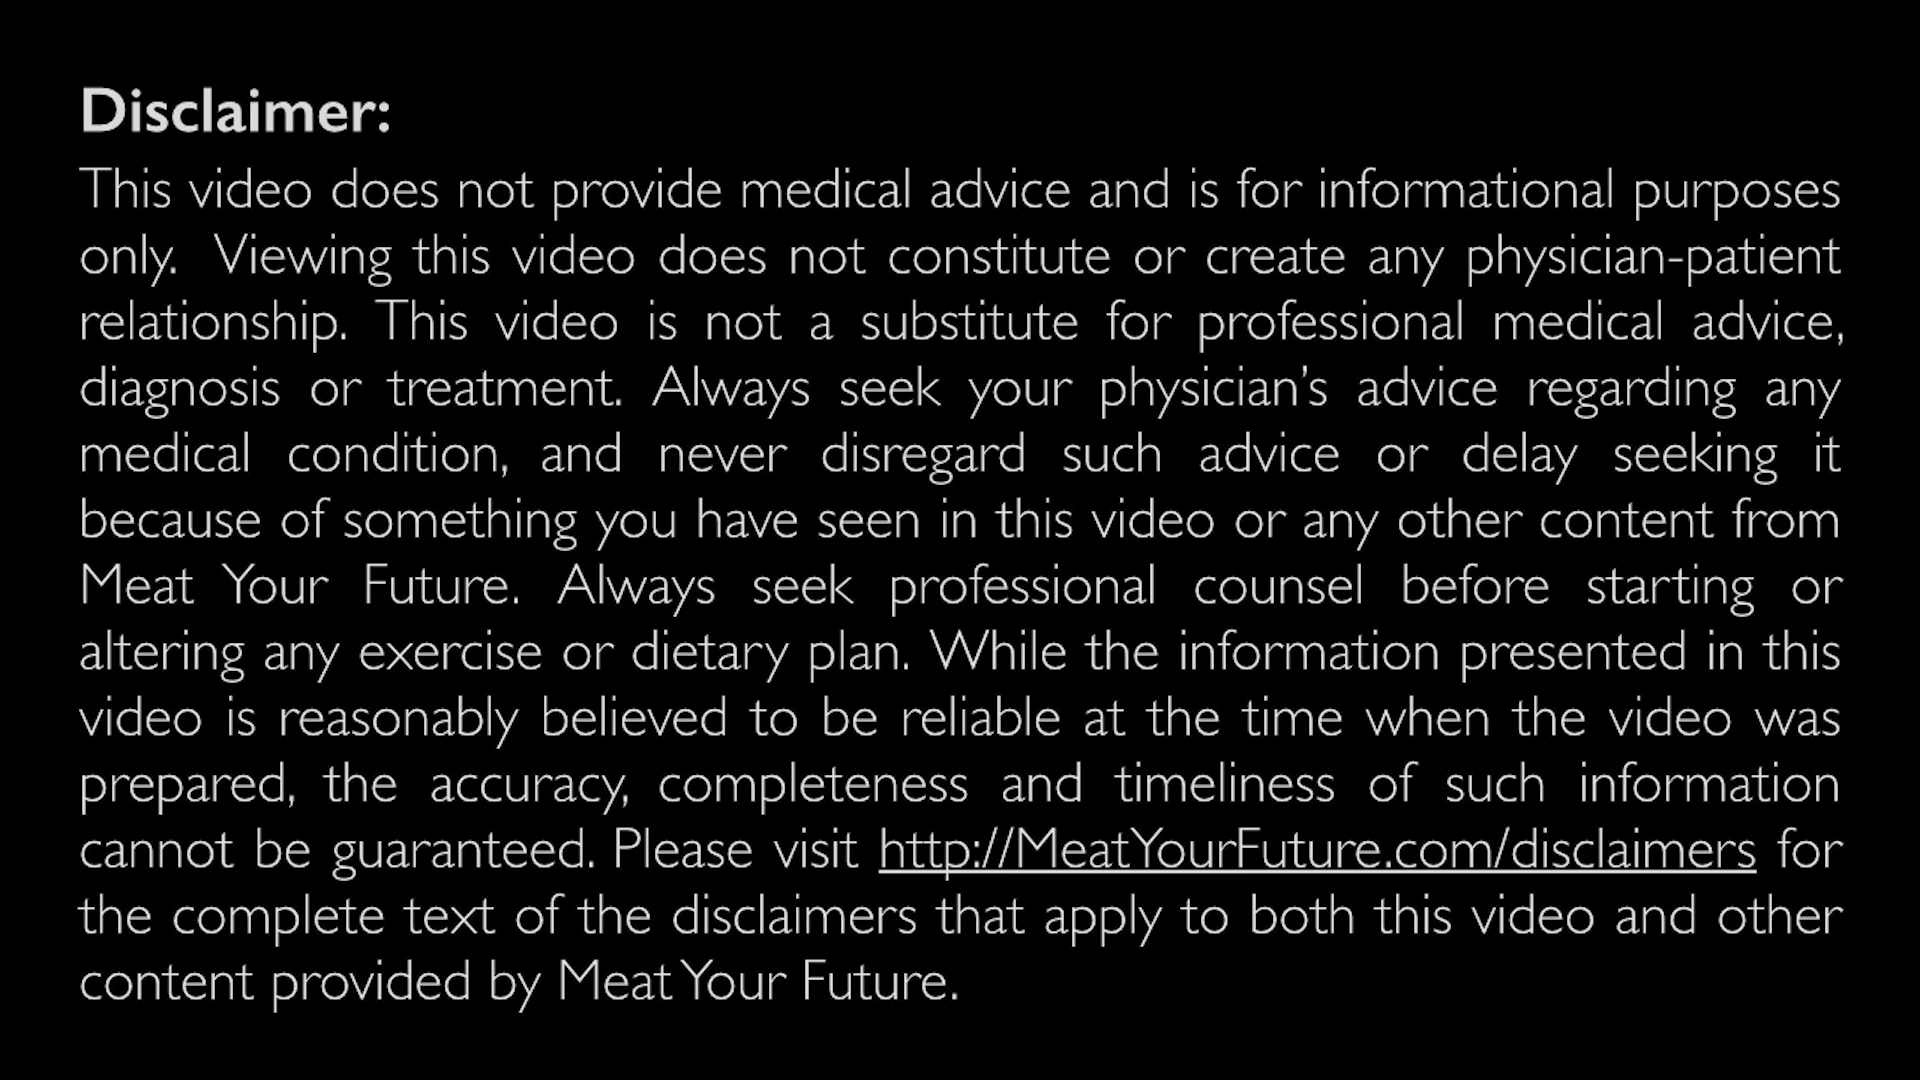 Disclaimer:
This video does not provide medical advice and is for informational purposes
only. Viewing this video does not constitute or create any physician-patient
relationship. This video is not a substitute for professional medical advice,
diagnosis or treatment. Always seek your physician’s advice regarding any
medical condition, and never disregard such advice or delay seeking it
because of something you have seen in this video or any other content from
Meat Your Future. Always seek professional counsel before starting or
altering any exercise or dietary plan. While the information presented in this
video is reasonably believed to be reliable at the time when the video was
prepared, the accuracy, completeness and timeliness of such information
cannot be guaranteed. Please visit http://MeatYourFuture.com/disclaimers for
the complete text of the disclaimers that apply to both this video and other
content provided by Meat Your Future.